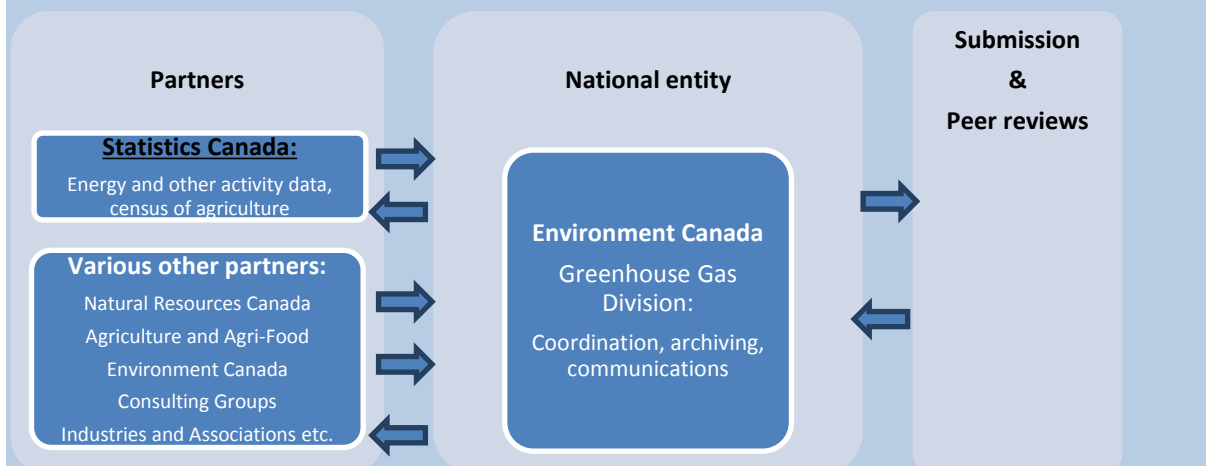 Partners
Statistics Canada:
Energy and other activity data,
census of agriculture
Various other partners:
Natural Resources Canada
Agriculture and Agri-Food
Environment Canada
Consulting Groups
Industries and Associations etc.
National entity
Environment Canada
Greenhouse Gas
Division:
Coordination, archiving,
communications
Submission
&
Peer reviews